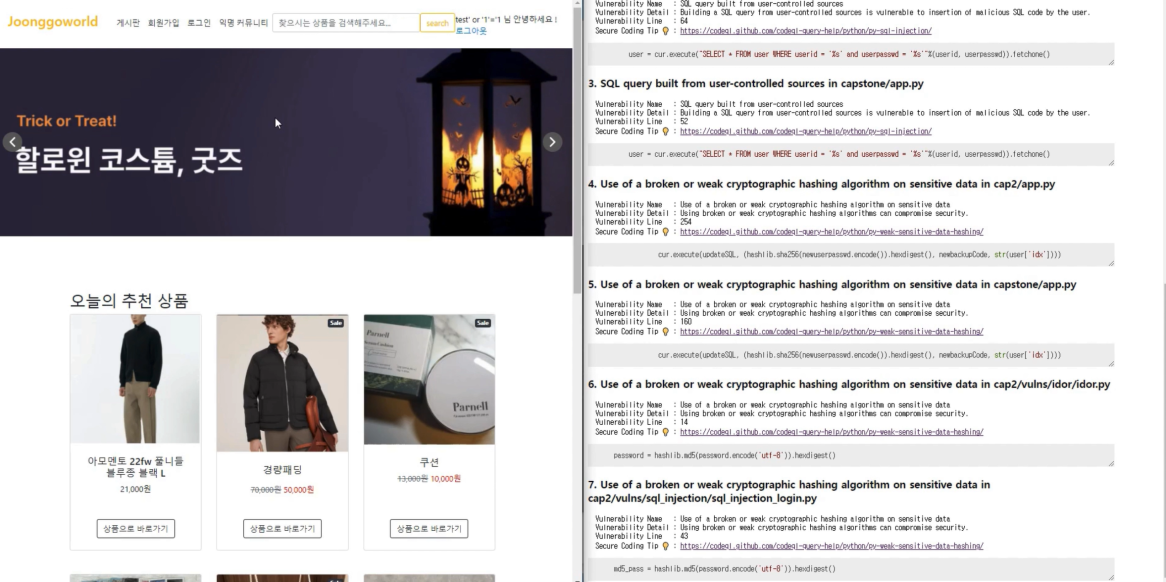 Joonggoworld
게시판 회원가입 로그인 익명 커뮤니티
찾으시는 상품을 검색해주세요...
search
test' or '1'='1 님 안녕하세요 !
로그아웃
Trick or Treat!
할로윈 코스튬, 굿즈
오늘의 추천 상품
Sale
Sale
Parnell
Parnell
아모멘토 22fw 풀니들
블루종 블랙 L
21,000원
상품으로 바로가기
경량패딩
70,000원 50,000원
상품으로 바로가기
쿠션
13,000원 10,000원
상품으로 바로가기
Vulnerability Name : SQL query built from user-controlled sources
Vulnerability Detail : Building a SQL query from user-controlled sources is vulnerable to insertion of malicious SQL code by the user.
Vulnerability Line : 64
Secure Coding Tip 💡 : https://codeql.github.com/codeql-query-help/python/py-sql-injection/
user = cur.execute("SELECT * FROM user WHERE userid = '%s' and userpasswd = '%s'"%(userid, userpasswd)).fetchone()
3. SQL query built from user-controlled sources in capstone/app.py
Vulnerability Name : SQL query built from user-controlled sources
Vulnerability Detail : Building a SQL query from user-controlled sources is vulnerable to insertion of malicious SQL code by the user.
Vulnerability Line : 52
Secure Coding Tip 💡 : https://codeql.github.com/codeql-query-help/python/py-sql-injection/
user = cur.execute("SELECT * FROM user WHERE userid = '%s' and userpasswd = '%s'"%(userid, userpasswd)).fetchone()
4. Use of a broken or weak cryptographic hashing algorithm on sensitive data in cap2/app.py
Vulnerability Name : Use of a broken or weak cryptographic hashing algorithm on sensitive data
Vulnerability Detail : Using broken or weak cryptographic hashing algorithms can compromise security.
Vulnerability Line : 254
Secure Coding Tip 💡 : https://codeql.github.com/codeql-query-help/python/py-weak-sensitive-data-hashing/
cur.execute(updateSQL, (hashlib.sha256(newuserpasswd.encode()).hexdigest(), newbackupCode, str(user['idx'])))
5. Use of a broken or weak cryptographic hashing algorithm on sensitive data in capstone/app.py
Vulnerability Name : Use of a broken or weak cryptographic hashing algorithm on sensitive data
Vulnerability Detail : Using broken or weak cryptographic hashing algorithms can compromise security.
Vulnerability Line : 160
Secure Coding Tip 💡 : https://codeql.github.com/codeql-query-help/python/py-weak-sensitive-data-hashing/
cur.execute(updateSQL, (hashlib.sha256(newuserpasswd.encode()).hexdigest(), newbackupCode, str(user['idx'])))
6. Use of a broken or weak cryptographic hashing algorithm on sensitive data in cap2/vulns/idor/idor.py
Vulnerability Name : Use of a broken or weak cryptographic hashing algorithm on sensitive data
Vulnerability Detail : Using broken or weak cryptographic hashing algorithms can compromise security.
Vulnerability Line : 14
Secure Coding Tip 💡 : https://codeql.github.com/codeql-query-help/python/py-weak-sensitive-data-hashing/
password = hashlib.md5(password.encode('utf-8')).hexdigest()
7. Use of a broken or weak cryptographic hashing algorithm on sensitive data in
cap2/vulns/sql_injection/sql_injection_login.py
Vulnerability Name : Use of a broken or weak cryptographic hashing algorithm on sensitive data
Vulnerability Detail : Using broken or weak cryptographic hashing algorithms can compromise security.
Vulnerability Line : 43
Secure Coding Tip 💡 : https://codeql.github.com/codeql-query-help/python/py-weak-sensitive-data-hashing/
md5_pass = hashlib.md5(password.encode('utf-8')).hexdigest()